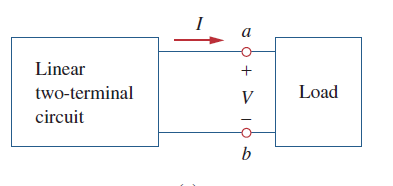 I
a
Linear
two-terminal
circuit
+
V
Load
–
b